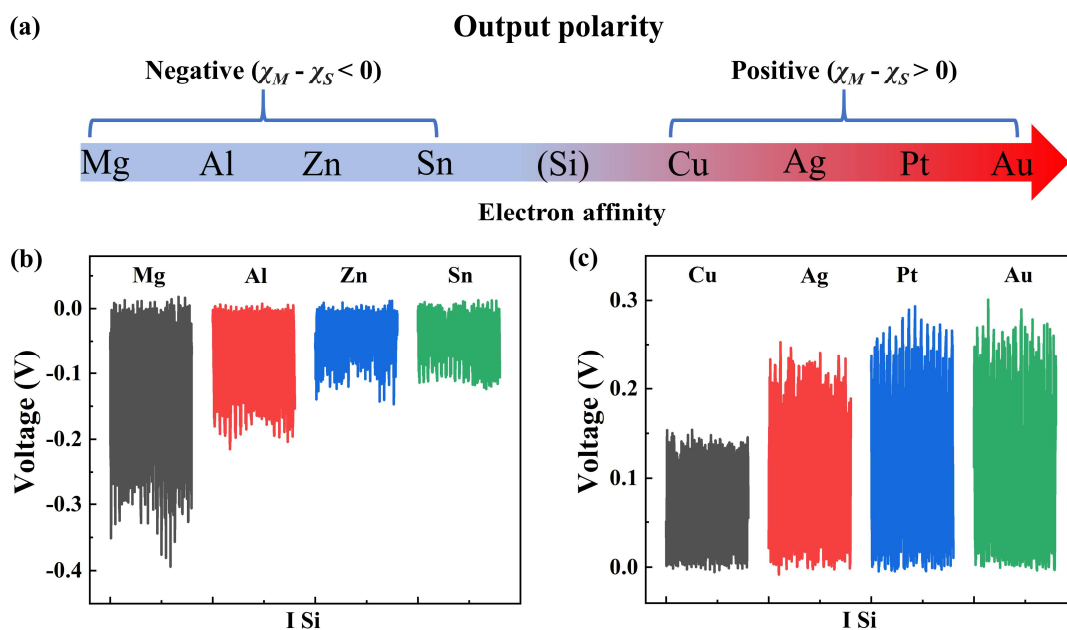 (a)
Output polarity
Negative (χM - χS < 0)
Positive (χM - χS > 0)
Mg Al Zn Sn (Si) Cu Ag Pt Au
Electron affinity
(b)
Mg Al Zn Sn
0.0
-0.1
-0.2
-0.3
-0.4
Voltage (V)
I Si
(c)
Cu Ag Pt Au
0.3
0.2
0.1
0.0
Voltage (V)
I Si